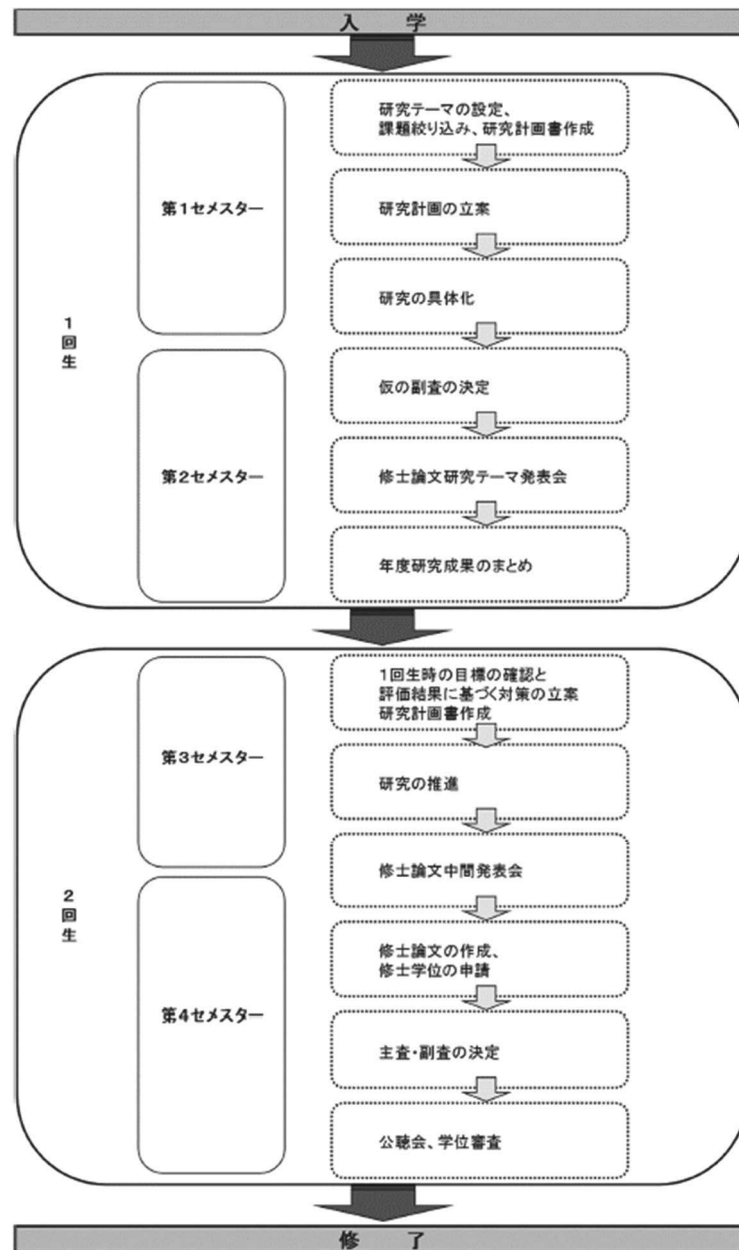 入　学
1
回
生
第1セメスター
研究テーマの設定、
課題絞り込み、研究計画書作成
研究計画の立案
研究の具体化
第2セメスター
仮の副査の決定
修士論文研究テーマ発表会
年度研究成果のまとめ
2
回
生
第3セメスター
1回生時の目標の確認と
評価結果に基づく対策の立案
研究計画書作成
研究の推進
修士論文中間発表会
第4セメスター
修士論文の作成、
修士学位の申請
主査・副査の決定
公聴会、学位審査
修　了